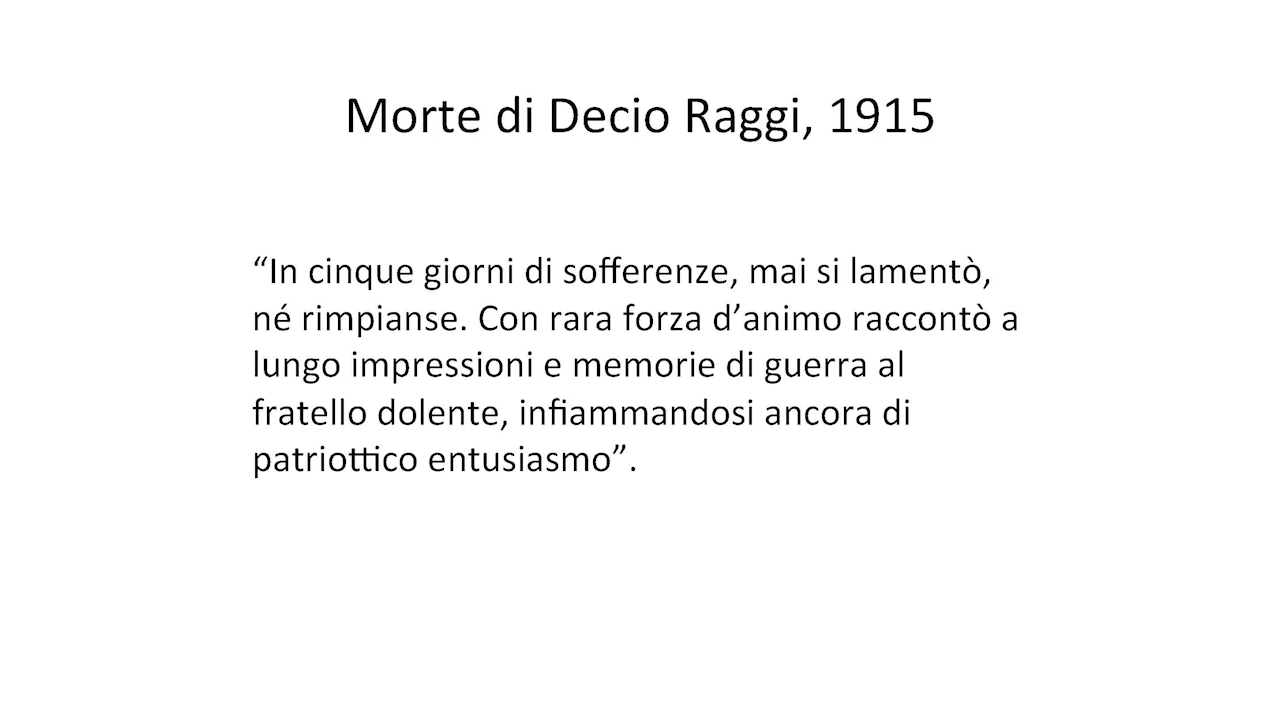 Morte di Decio Raggi, 1915
“In cinque giorni di sofferenze, mai si lamentò,
né rimpianse. Con rara forza d’animo raccontò a
lungo impressioni e memorie di guerra al
fratello dolente, infiammandosi ancora di
patriottico entusiasmo”.